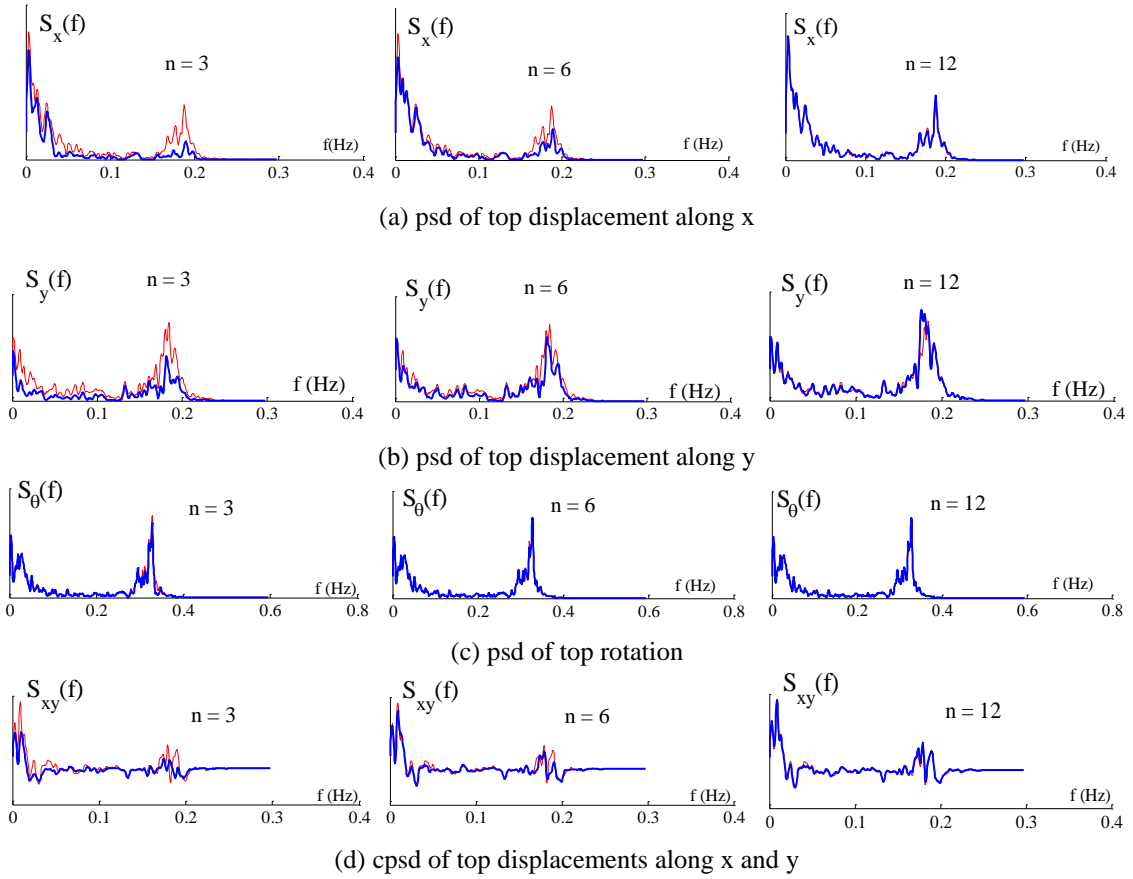 S_x(f) n = 3 f(Hz)
0 0.1 0.2 0.3 0.4
S_x(f) n = 6 f (Hz)
0 0.1 0.2 0.3 0.4
S_x(f) n = 12 f (Hz)
0 0.1 0.2 0.3 0.4
(a) psd of top displacement along x
S_y(f) n = 3 f (Hz)
0 0.1 0.2 0.3 0.4
S_y(f) n = 6 f (Hz)
0 0.1 0.2 0.3 0.4
S_y(f) n = 12 f (Hz)
0 0.1 0.2 0.3 0.4
(b) psd of top displacement along y
S_θ(f) n = 3 f (Hz)
0 0.2 0.4 0.6 0.8
S_θ(f) n = 6 f (Hz)
0 0.2 0.4 0.6 0.8
S_θ(f) n = 12 f (Hz)
0 0.2 0.4 0.6 0.8
(c) psd of top rotation
S_xy(f) n = 3 f (Hz)
0 0.1 0.2 0.3 0.4
S_xy(f) n = 6 f (Hz)
0 0.1 0.2 0.3 0.4
S_xy(f) n = 12 f (Hz)
0 0.1 0.2 0.3 0.4
(d) cpsd of top displacements along x and y